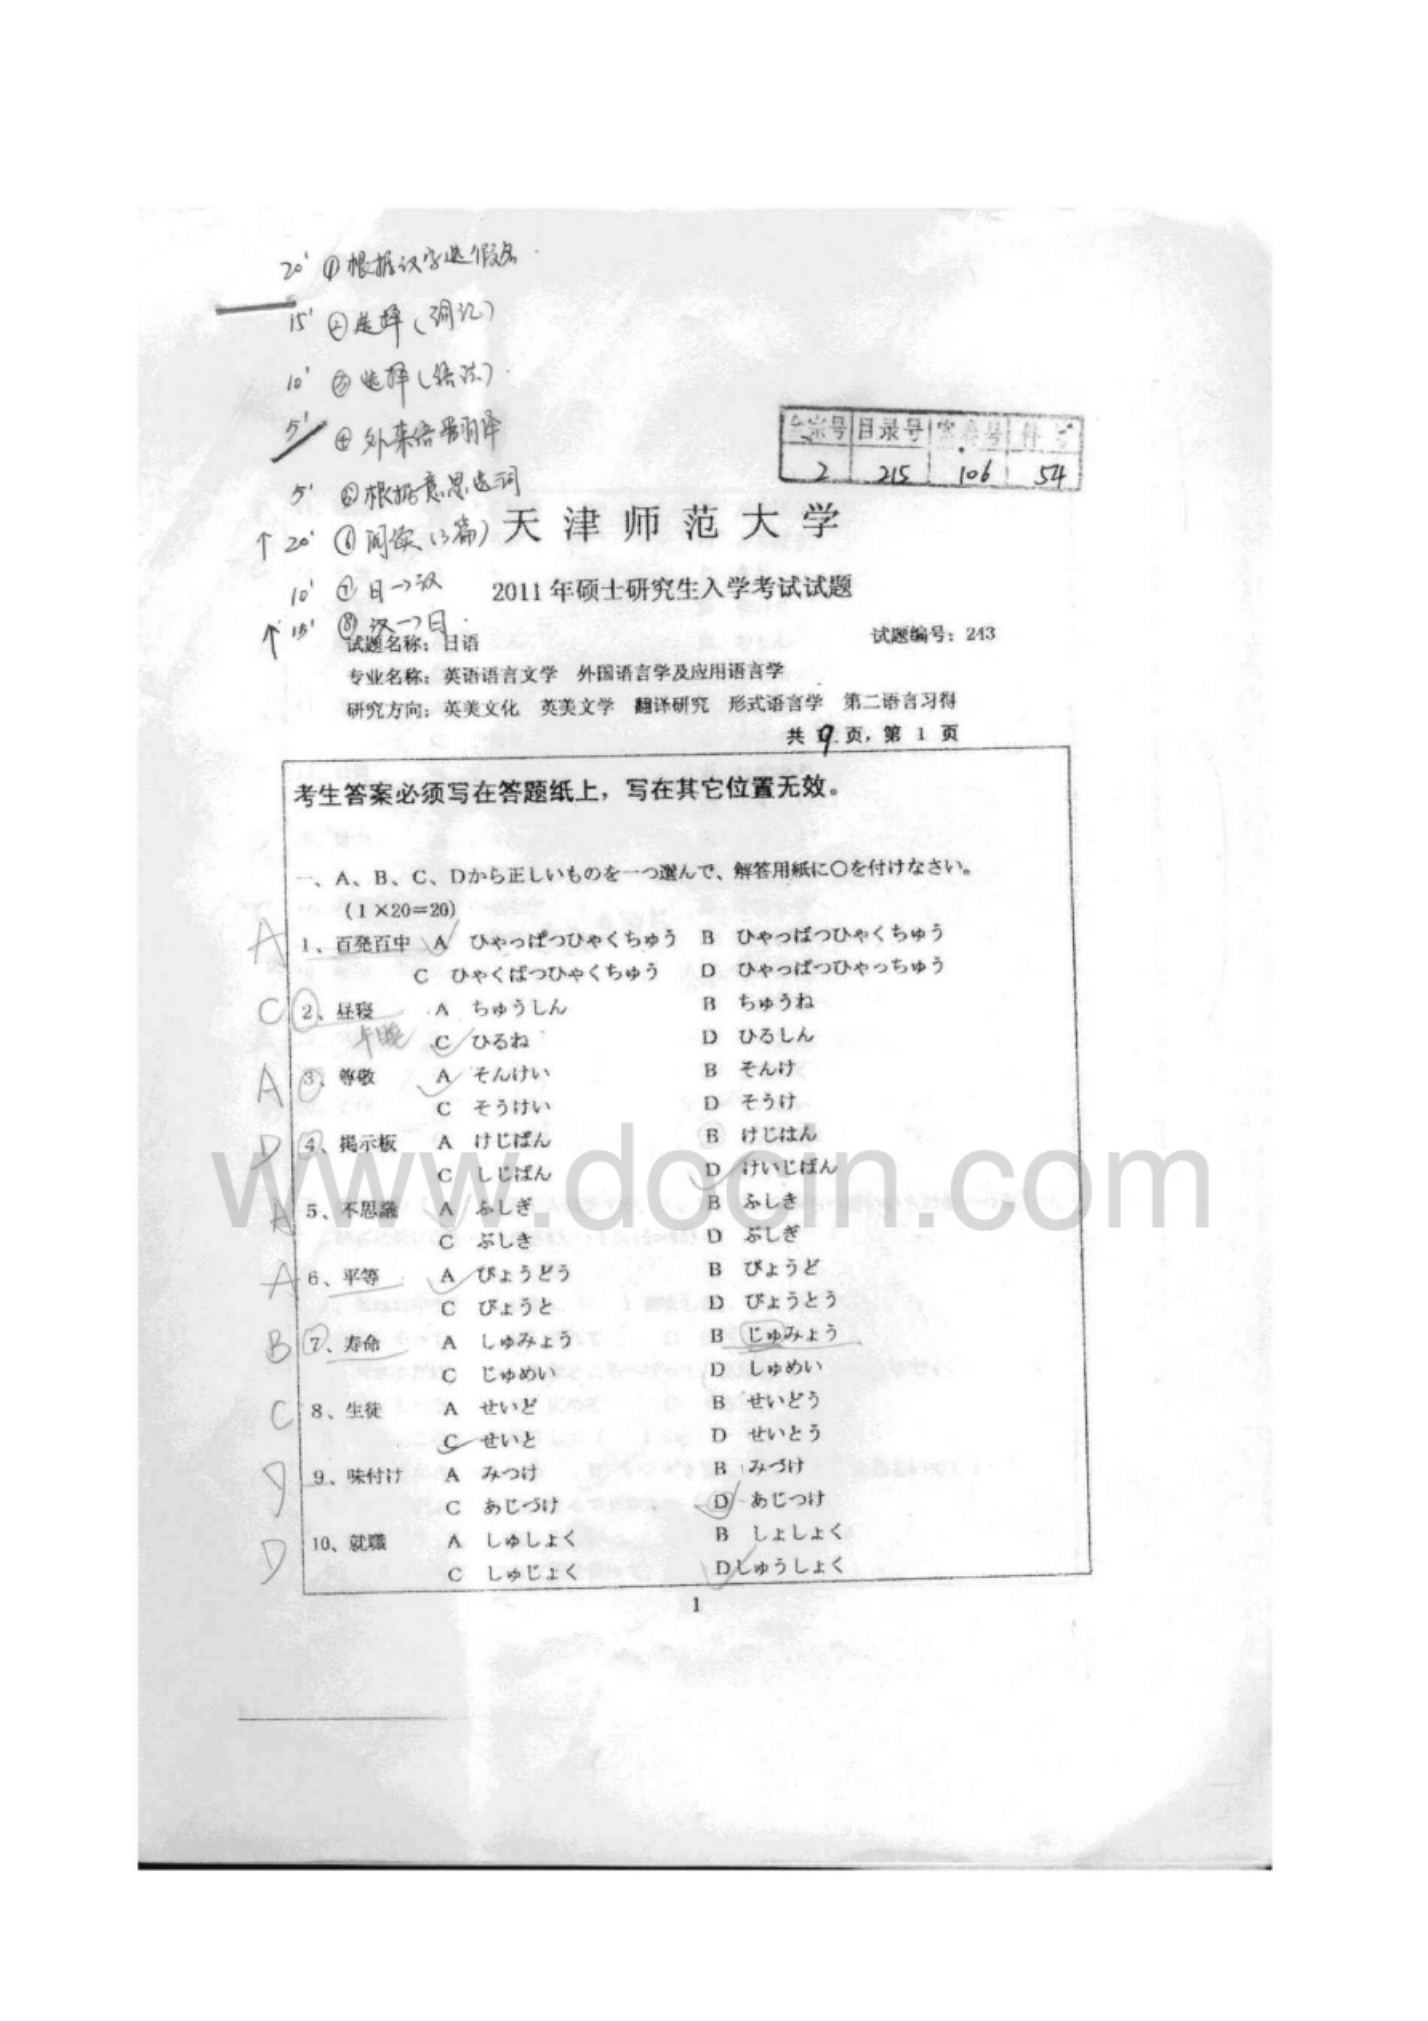 20' ①根据汉字选假名
15' ②选择(词汇)
10' ③选择(语法)
5' ④外来语翻译
5' ⑤根据意思选词
↑ 20' ⑥阅读(3篇)
10' ⑦日→汉
↑ 15' ⑧汉→日
全宗号 目录号 案卷号 件号
2 215 106 54
天津师范大学
2011年硕士研究生入学考试试题
试题名称：日语 试题编号：243
专业名称：英语语言文学 外国语言学及应用语言学
研究方向：英美文化 英美文学 翻译研究 形式语言学 第二语言习得
共 9 页，第 1 页
考生答案必须写在答题纸上，写在其它位置无效。
一、A、B、C、Dから正しいものを一つ選んで、解答用紙に○を付けなさい。
(1×20=20)
A 1、百発百中 A ひゃっぱつひゃくちゅう B ひゃっばつひゃくちゅう
C ひゃくばつひゃくちゅう D ひゃっぱつひゃっちゅう
C 2、昼寝 A ちゅうしん B ちゅうね
午睡 C ひるね D ひるしん
A 3、尊敬 A そんけい B そんけ
C そうけい D そうけ
D 4、掲示板 A けじばん B けじはん
C しじばん D けいじばん
www.docin.com
A 5、不思議 A ふしぎ B ふしき
C ぶしき D ぶしぎ
A 6、平等 A びょうどう B びょうど
C びょうと D びょうとう
B 7、寿命 A しゅみょう B じゅみょう
C じゅめい D しゅめい
C 8、生徒 A せいど B せいどう
C せいと D せいとう
D 9、味付け A みつけ B みづけ
C あじづけ D あじつけ
D 10、就職 A しゅしょく B しょしょく
C しゅじょく D しゅうしょく
1